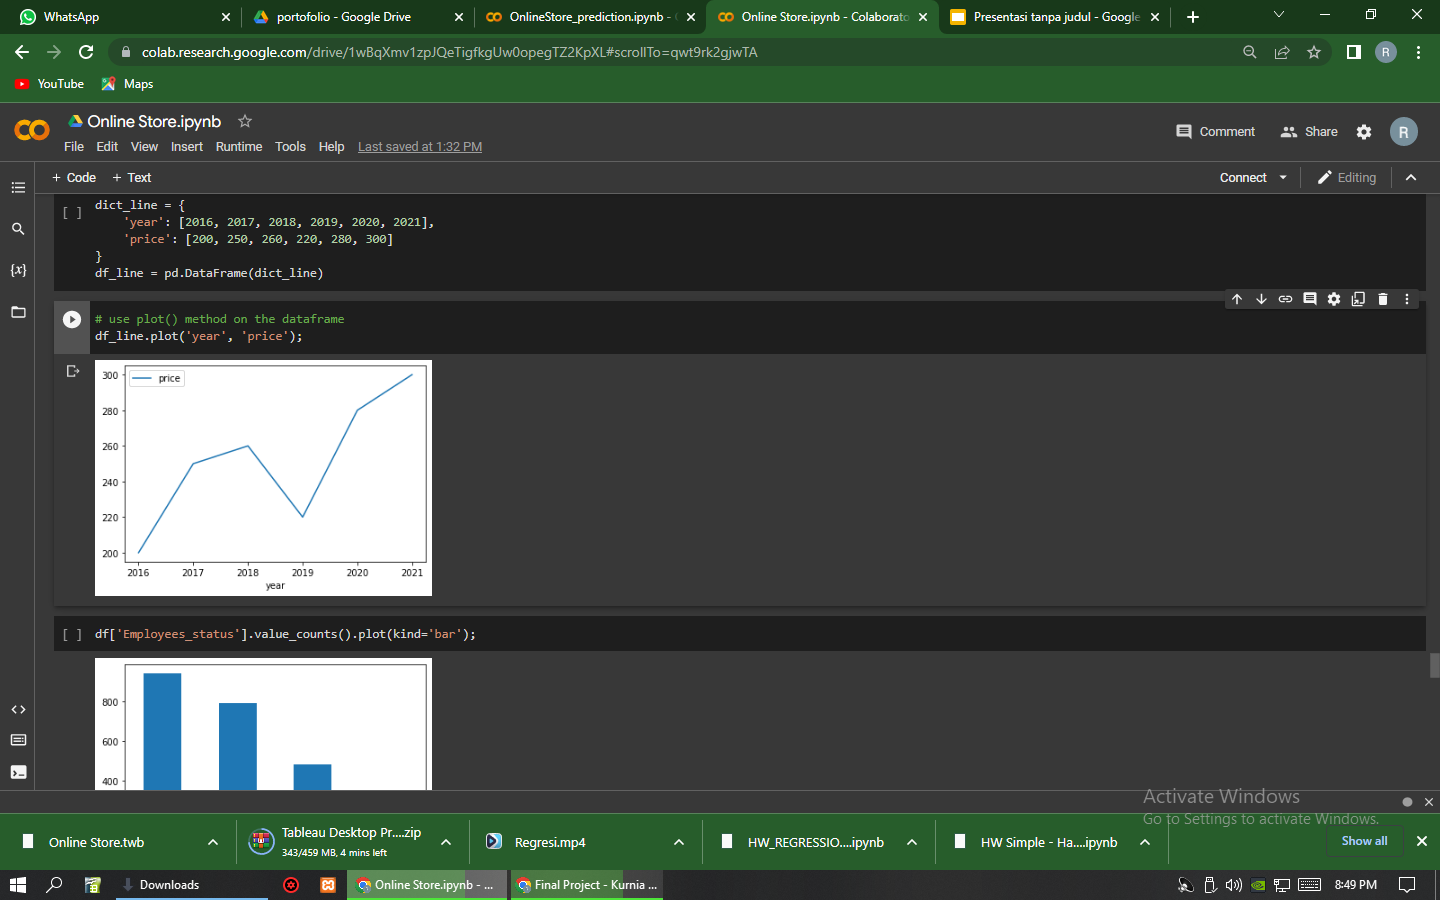 WhatsApp
portofolio - Google Drive
OnlineStore_prediction.ipynb -
Online Store.ipynb - Colaborato
Presentasi tanpa judul - Google
colab.research.google.com/drive/1wBqXmv1zpJQeTigfkgUw0opegTZ2KpXL#scrollTo=qwt9rk2gjwTA
R
YouTube
Maps
Online Store.ipynb
Comment
Share
R
File Edit View Insert Runtime Tools Help Last saved at 1:32 PM
+ Code + Text
Connect
Editing
{x}
[ ]
dict_line = {
'year': [2016, 2017, 2018, 2019, 2020, 2021],
'price': [200, 250, 260, 220, 280, 300]
}
df_line = pd.DataFrame(dict_line)
# use plot() method on the dataframe
df_line.plot('year', 'price');
price
300
280
260
240
220
200
2016 2017 2018 2019 2020 2021
year
[ ] df['Employees_status'].value_counts().plot(kind='bar');
800
600
400
Activate Windows
Go to Settings to activate Windows.
Online Store.twb
Tableau Desktop Pr....zip
343/459 MB, 4 mins left
Regresi.mp4
HW_REGRESSIO....ipynb
HW Simple - Ha....ipynb
Show all
Downloads
Online Store.ipynb - ...
Final Project - Kurnia ...
8:49 PM